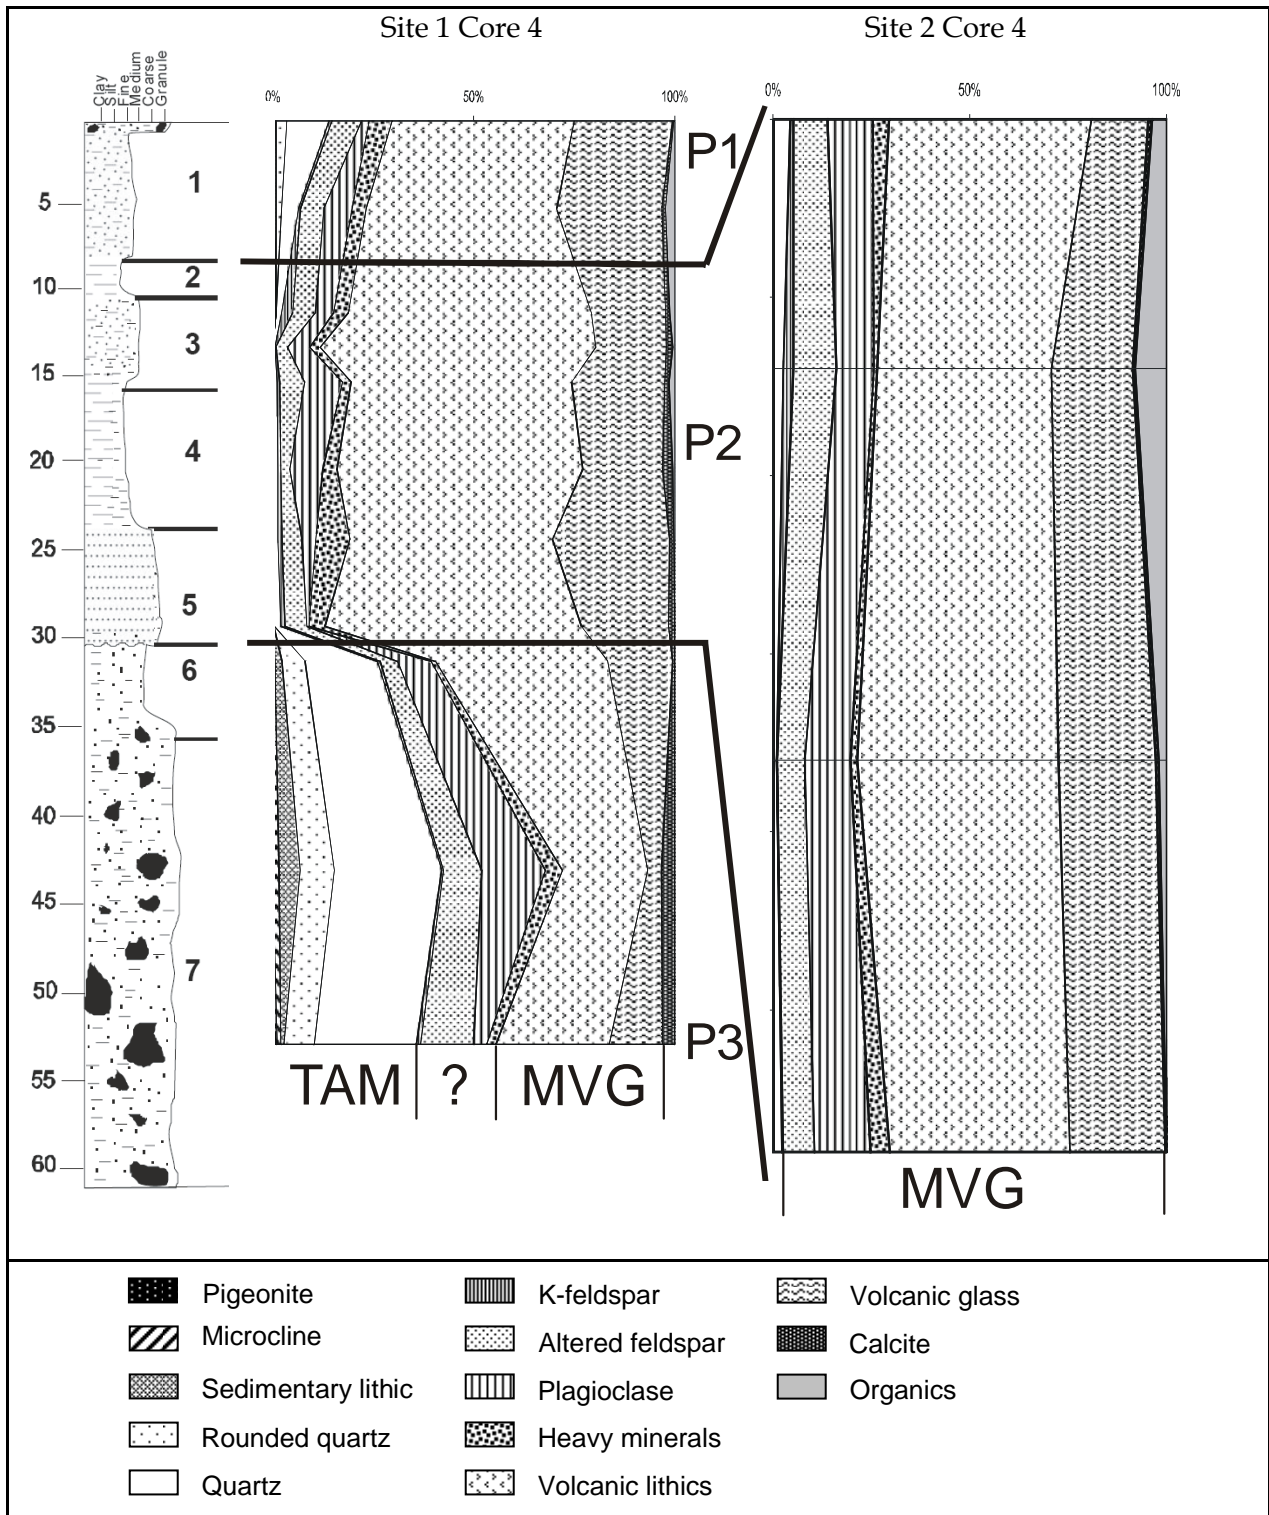 Site 1 Core 4
Site 2 Core 4
Clay
Silt
Fine
Medium
Coarse
Granule
0% 50% 100%
0% 50% 100%
P1
1
5
2
10
3
15
P2
4
20
25
5
30
6
35
40
45
7
50
P3
55
60
TAM ? MVG
MVG
Pigeonite
Microcline
Sedimentary lithic
Rounded quartz
Quartz
K-feldspar
Altered feldspar
Plagioclase
Heavy minerals
Volcanic lithics
Volcanic glass
Calcite
Organics